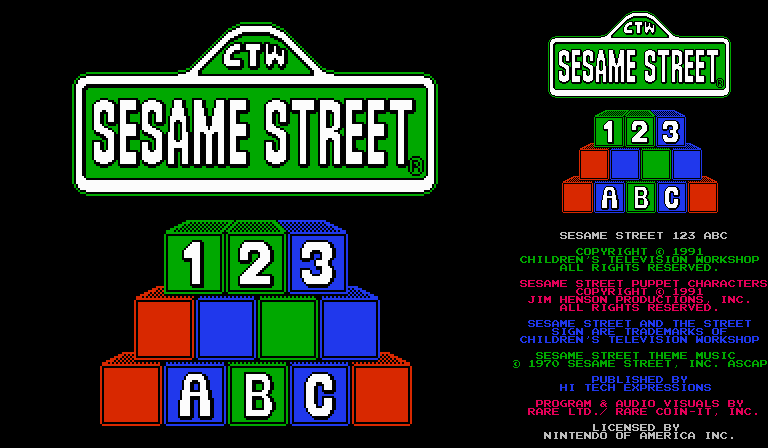 CTW
SESAME STREET®
1 2 3
A B C
CTW
SESAME STREET®
1 2 3
A B C
SESAME STREET 123 ABC
COPYRIGHT © 1991
CHILDREN'S TELEVISION WORKSHOP
ALL RIGHTS RESERVED.
SESAME STREET PUPPET CHARACTERS
COPYRIGHT © 1991
JIM HENSON PRODUCTIONS, INC.
ALL RIGHTS RESERVED.
SESAME STREET AND THE STREET
SIGN ARE TRADEMARKS OF
CHILDREN'S TELEVISION WORKSHOP
SESAME STREET THEME MUSIC
© 1970 SESAME STREET, INC. ASCAP
PUBLISHED BY
HI TECH EXPRESSIONS
PROGRAM & AUDIO VISUALS BY
RARE LTD./ RARE COIN-IT, INC.
LICENSED BY
NINTENDO OF AMERICA INC.